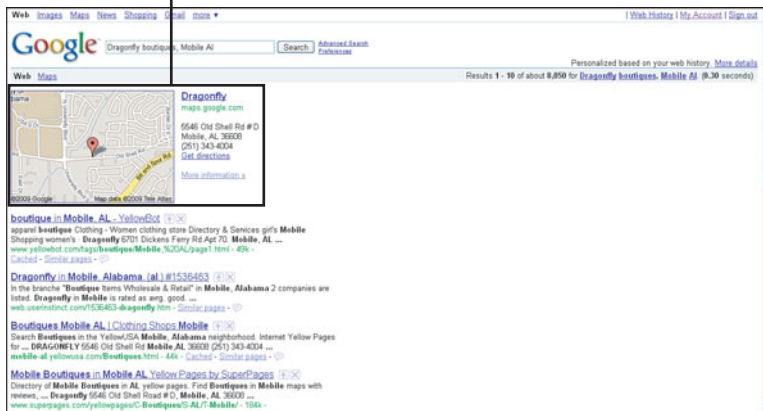 Web Images Maps News Shopping Gmail more ▼ | Web History | My Account | Sign out
Google Dragonfly boutiques, Mobile Al Search Advanced Search
Preferences
Personalized based on your web history. More details
Web Maps Results 1 - 10 of about 8,050 for Dragonfly boutiques, Mobile Al. (0.30 seconds)
Dragonfly
maps.google.com
5546 Old Shell Rd # D
Mobile, AL 36608
(251) 343-4004
Get directions
More information »
Old Shell Rd
©2009 Google Map data ©2009 Tele Atlas
boutique in Mobile, AL - YellowBot
apparel boutique Clothing - Women clothing store Directory & Services girl's Mobile
Shopping women's · Dragonfly 6701 Dickens Ferry Rd Apt 70. Mobile, AL ...
www.yellowbot.com/tags/boutique/Mobile,%20AL/page1.html - 49k -
Cached - Similar pages -
Dragonfly in Mobile, Alabama, (al.) #1536463
In the branche "Boutique Items Wholesale & Retail" in Mobile, Alabama 2 companies are
listed. Dragonfly in Mobile is rated as avrg. good. ...
web.userinstinct.com/1536463-dragonfly.htm - Similar pages -
Boutiques Mobile AL | Clothing Shops Mobile
Search Boutiques in the YellowUSA Mobile, Alabama neighborhood. Internet Yellow Pages
for ... DRAGONFLY 5546 Old Shell Rd Mobile,AL 36608 (251) 343-4004 ...
mobile-al.yellowusa.com/Boutiques.html - 44k - Cached - Similar pages -
Mobile Boutiques in Mobile AL Yellow Pages by SuperPages
Directory of Mobile Boutiques in AL yellow pages. Find Boutiques in Mobile maps with
reviews, ... Dragonfly 5546 Old Shell Road # D, Mobile, AL 36608 ...
www.superpages.com/yellowpages/C-Boutiques/S-AL/T-Mobile/ - 184k -